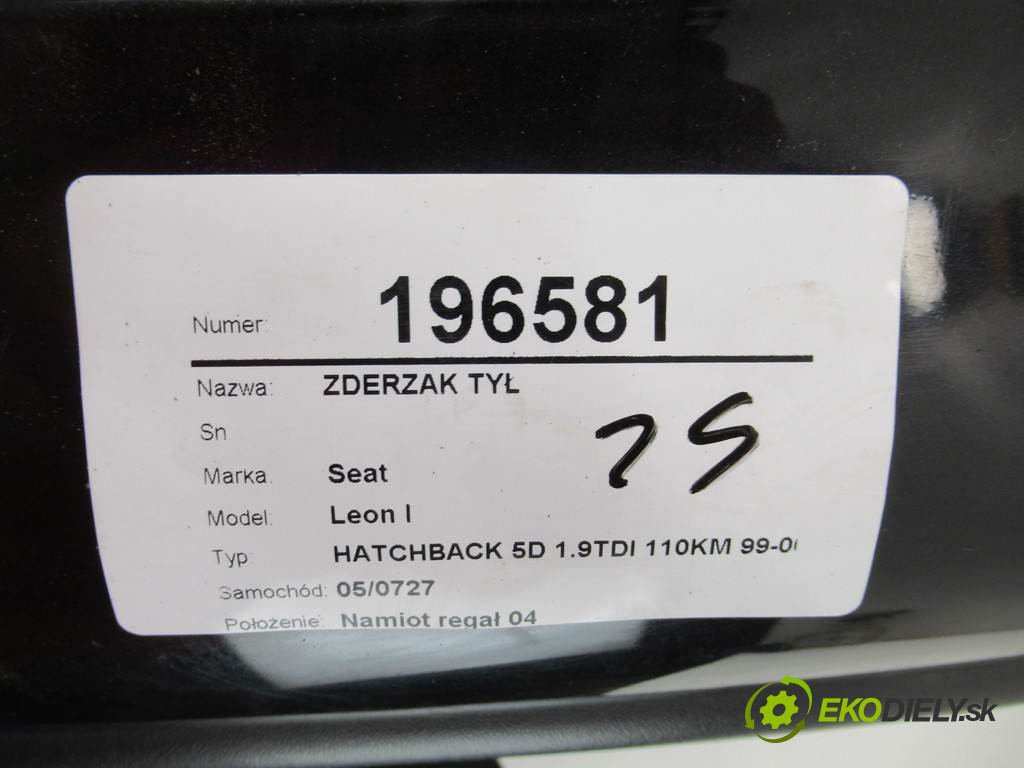 Numer: 196581
Nazwa: ZDERZAK TYŁ
Sn
Marka: Seat
25
Model: Leon I
Typ: HATCHBACK 5D 1.9TDI 110KM 99-0
Samochód: 05/0727
Położenie: Namiot regał 04
EKODIELY.sk